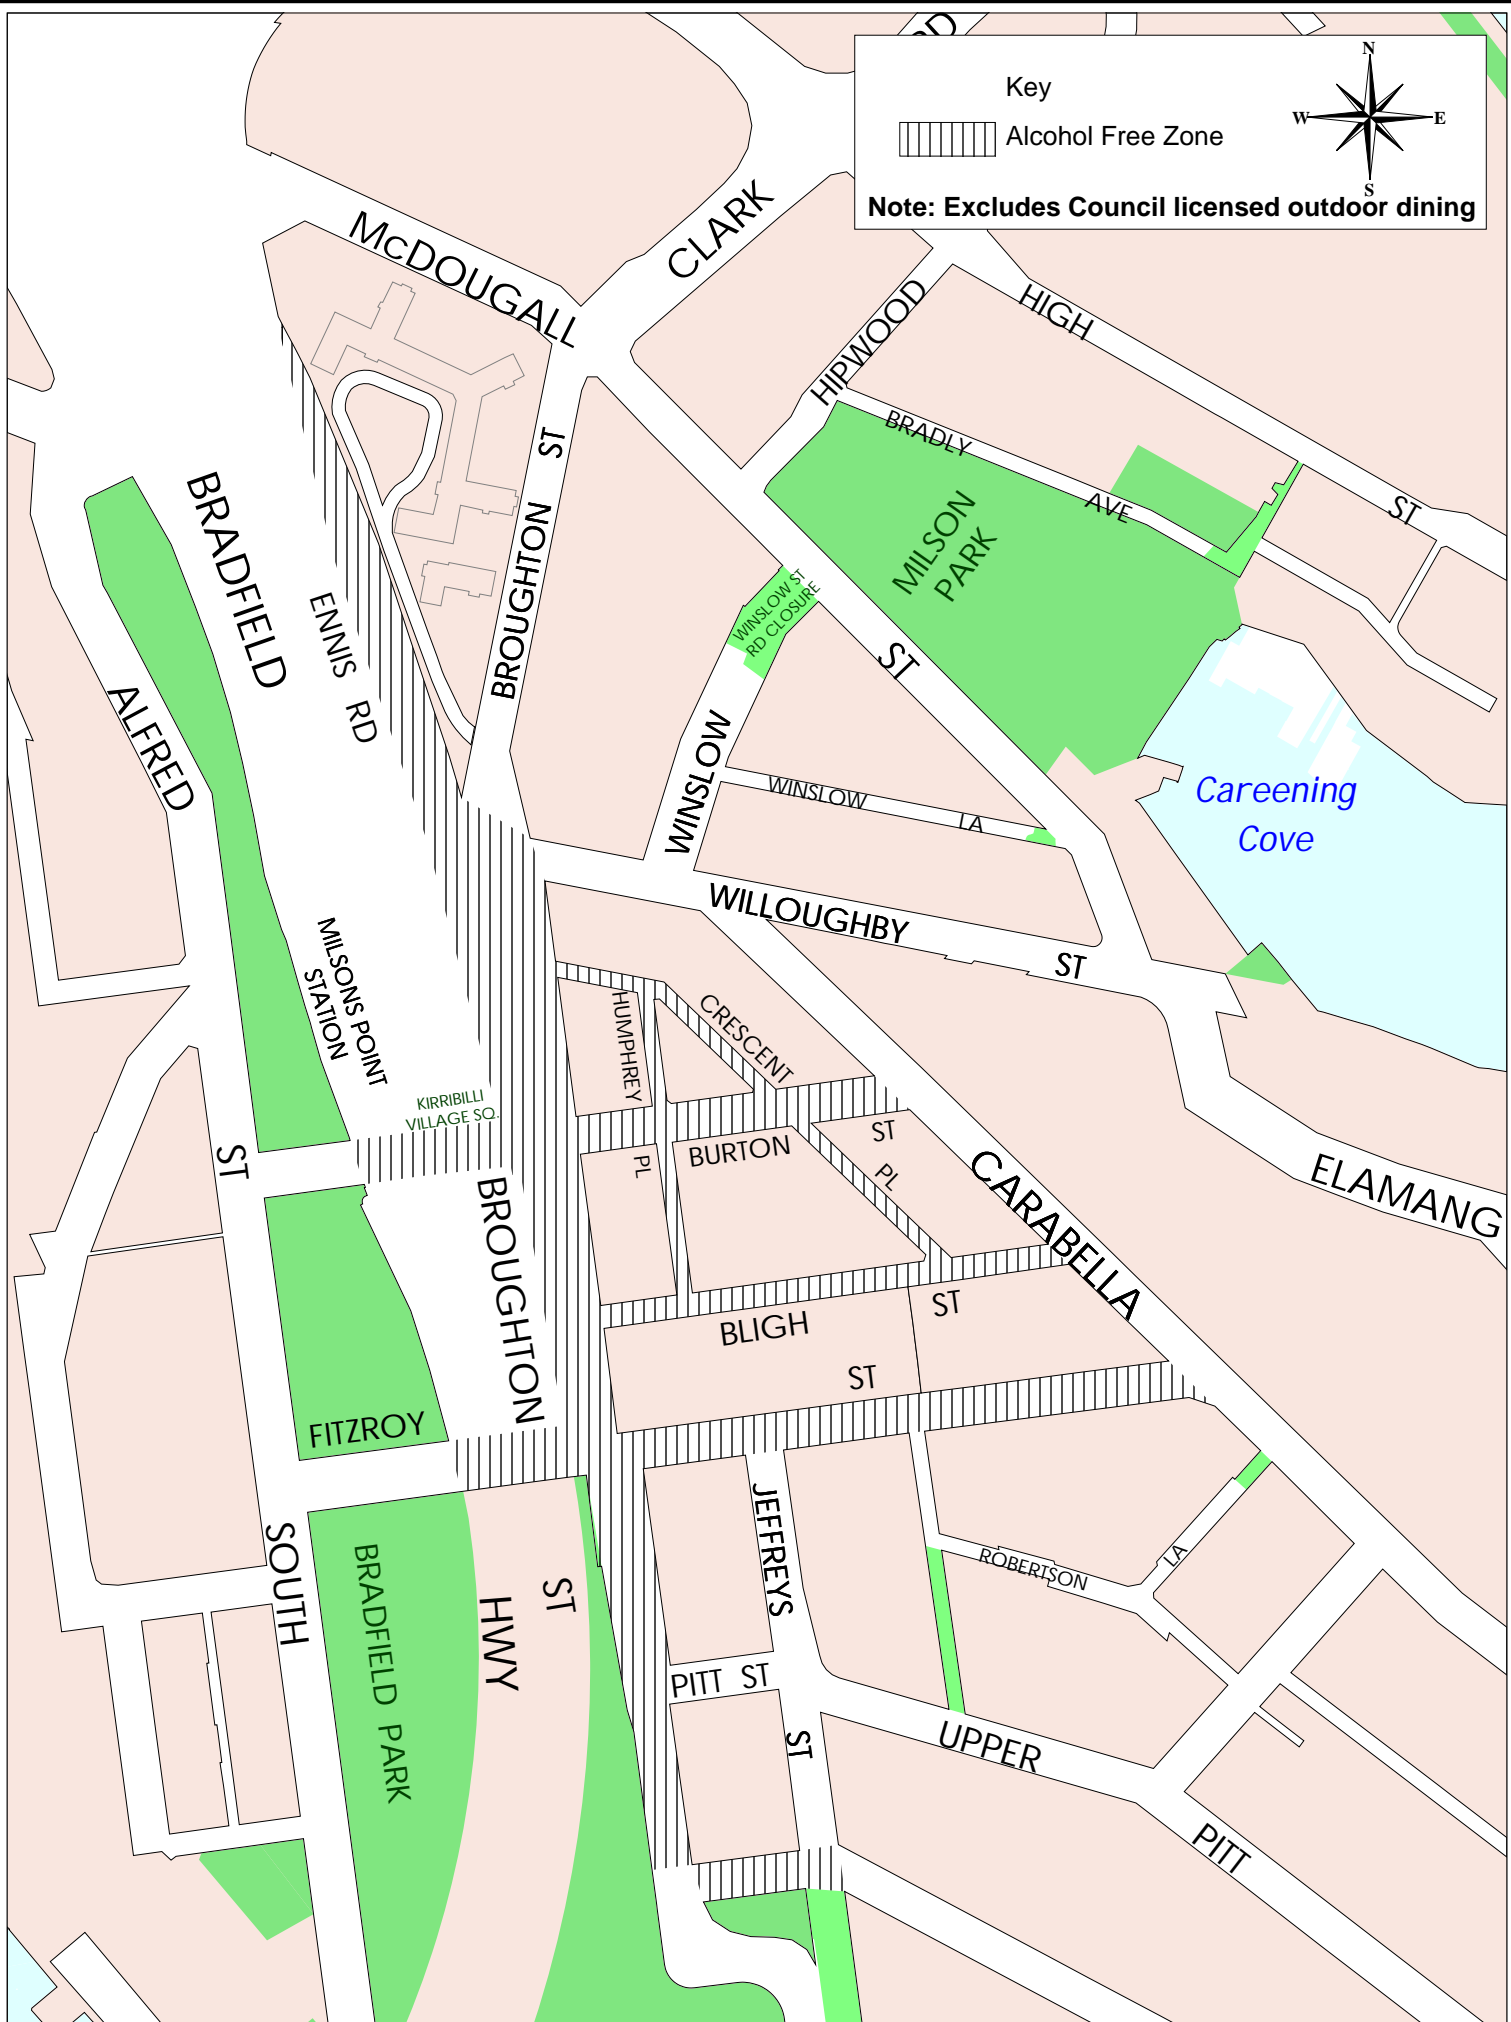 RD
Key
N
W
E
S
Alcohol Free Zone
Note: Excludes Council licensed outdoor dining
McDOUGALL
CLARK
HIPWOOD
HIGH
ST
BRADLY
AVE
MILSON
PARK
BROUGHTON ST
BRADFIELD
ENNIS RD
WINSLOW ST
RD CLOSURE
ST
ALFRED
WINSLOW
WINSLOW
LA
Careening
Cove
WILLOUGHBY
ST
MILSONS POINT
STATION
KIRRIBILLI
VILLAGE SQ.
HUMPHREY
PL
CRESCENT
PL
BURTON
ST
ST
CARABELLA
ELAMANG
BROUGHTON
BLIGH
ST
ST
FITZROY
SOUTH
BRADFIELD PARK
HWY
ST
JEFFREYS
ST
ROBERTSON
LA
PITT ST
UPPER
PITT